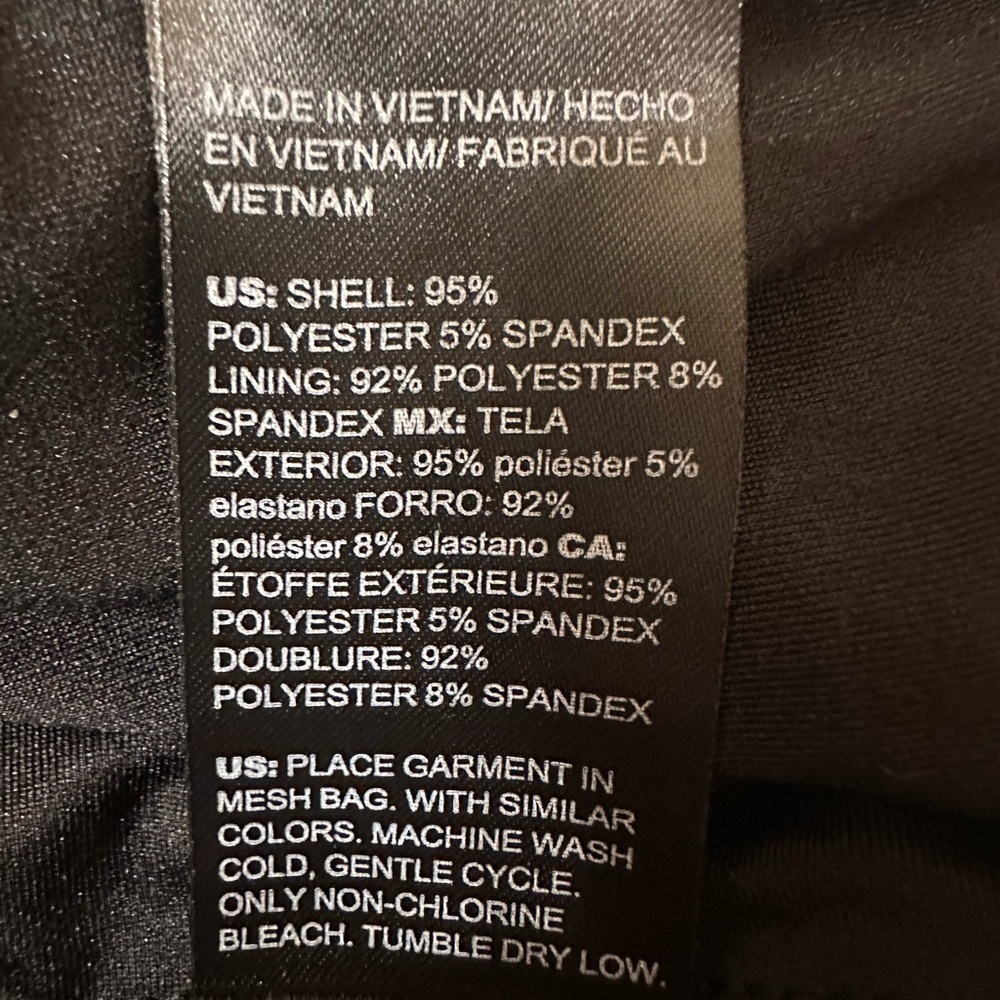 MADE IN VIETNAM/ HECHO
EN VIETNAM/ FABRIQUÉ AU
VIETNAM
US: SHELL: 95%
POLYESTER 5% SPANDEX
LINING: 92% POLYESTER 8%
SPANDEX MX: TELA
EXTERIOR: 95% poliéster 5%
elastano FORRO: 92%
poliéster 8% elastano CA:
ÉTOFFE EXTÉRIEURE: 95%
POLYESTER 5% SPANDEX
DOUBLURE: 92%
POLYESTER 8% SPANDEX
US: PLACE GARMENT IN
MESH BAG. WITH SIMILAR
COLORS. MACHINE WASH
COLD, GENTLE CYCLE.
ONLY NON-CHLORINE
BLEACH. TUMBLE DRY LOW.